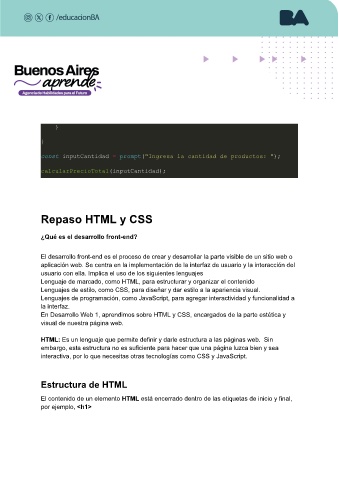 /educacionBA
BA
Buenos Aires
aprende
Agencia de Habilidades para el Futuro
}
}
const inputCantidad = prompt("Ingresa la cantidad de productos: ");
calcularPrecioTotal(inputCantidad);
Repaso HTML y CSS
¿Qué es el desarrollo front-end?
El desarrollo front-end es el proceso de crear y desarrollar la parte visible de un sitio web o
aplicación web. Se centra en la implementación de la interfaz de usuario y la interacción del
usuario con ella. Implica el uso de los siguientes lenguajes
Lenguaje de marcado, como HTML, para estructurar y organizar el contenido
Lenguajes de estilo, como CSS, para diseñar y dar estilo a la apariencia visual.
Lenguajes de programación, como JavaScript, para agregar interactividad y funcionalidad a
la interfaz.
En Desarrollo Web 1, aprendimos sobre HTML y CSS, encargados de la parte estética y
visual de nuestra página web.
HTML: Es un lenguaje que permite definir y darle estructura a las páginas web. Sin
embargo, esta estructura no es suficiente para hacer que una página luzca bien y sea
interactiva, por lo que necesitas otras tecnologías como CSS y JavaScript.
Estructura de HTML
El contenido de un elemento HTML está encerrado dentro de las etiquetas de inicio y final,
por ejemplo, <h1>